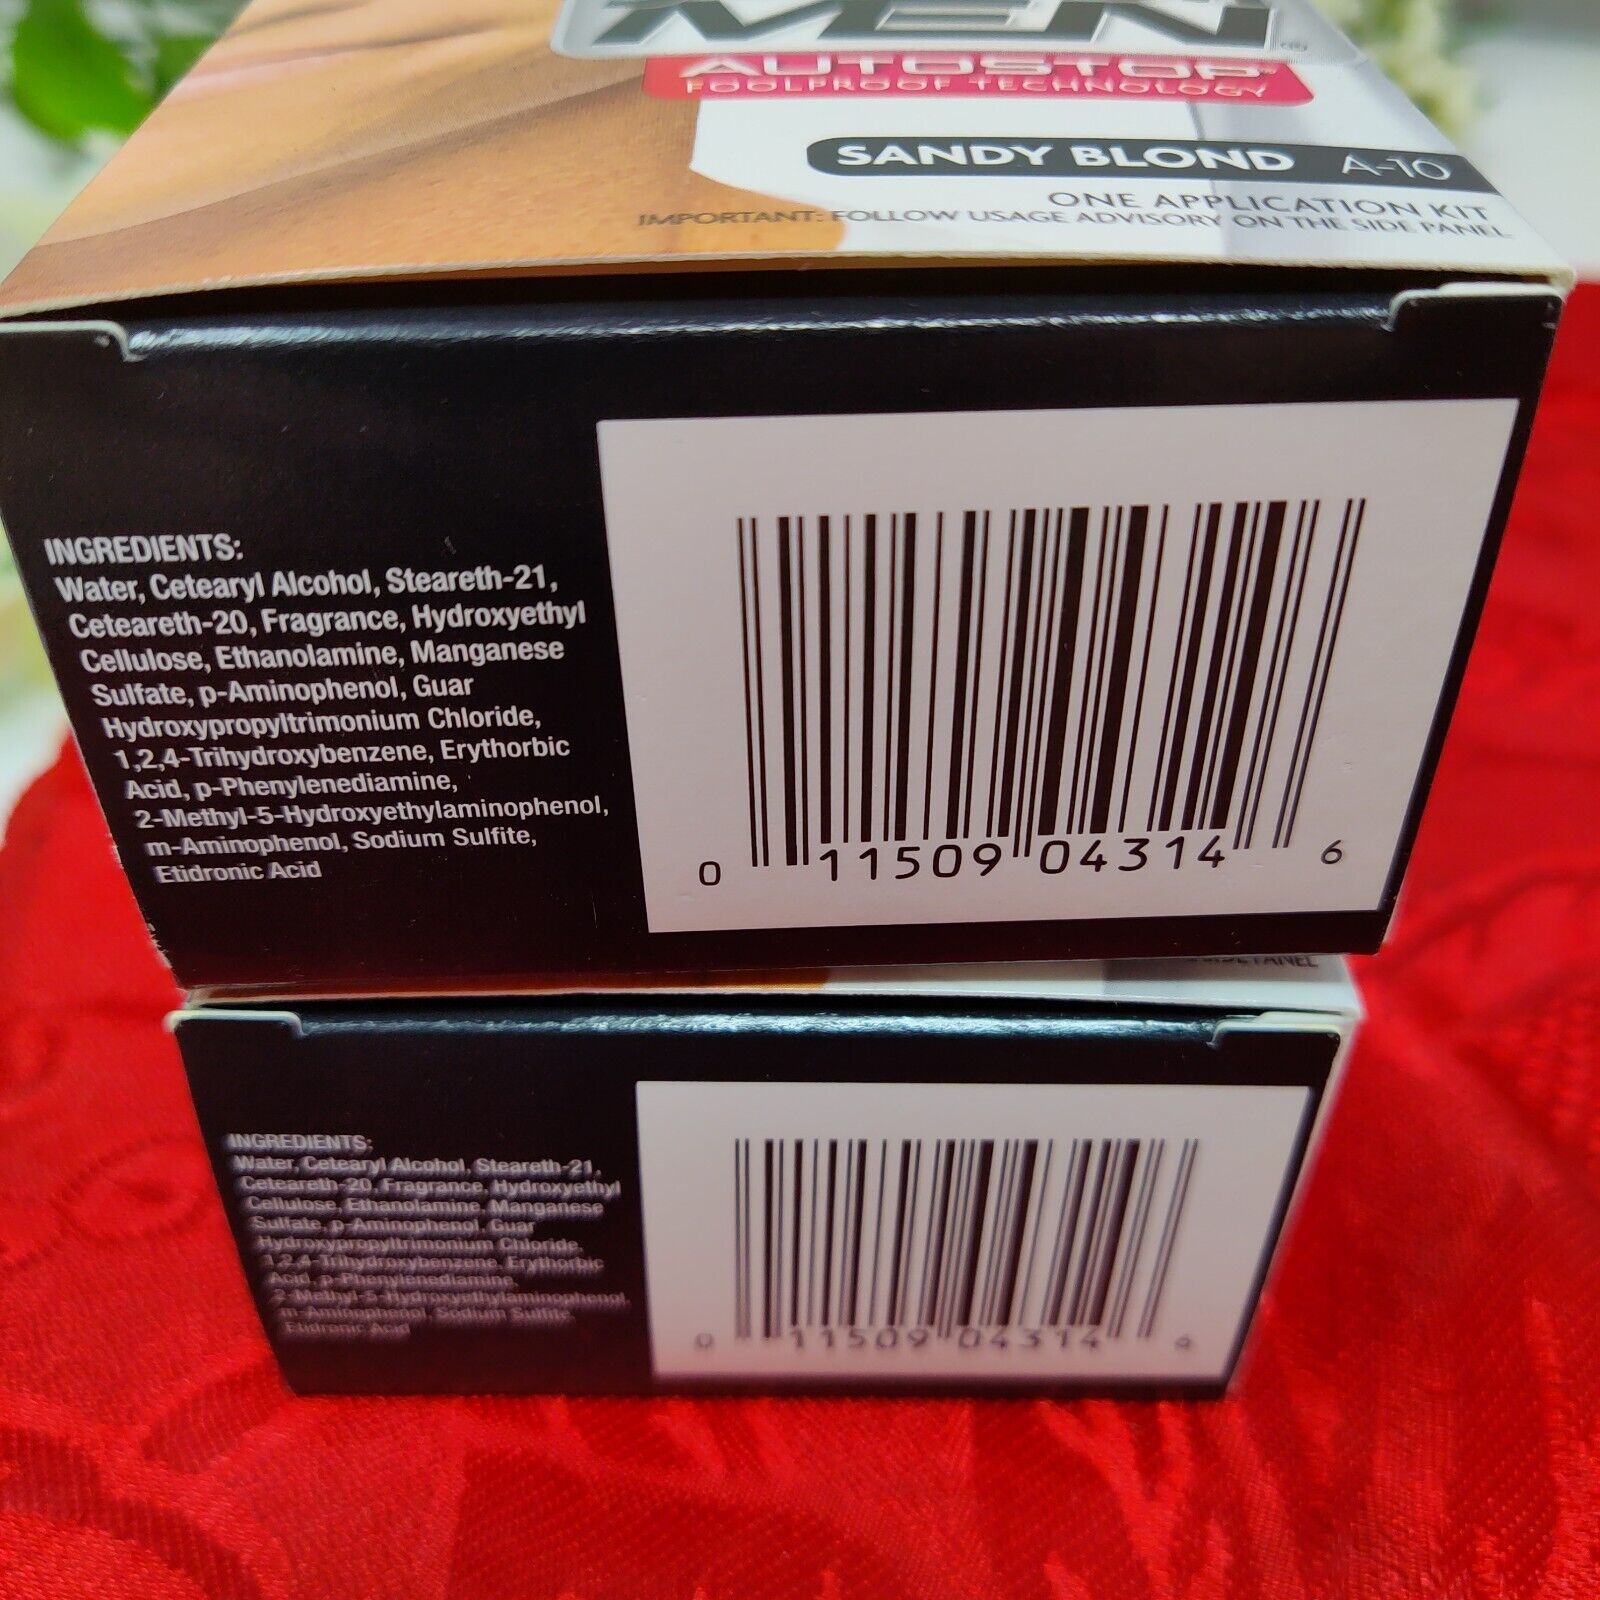 MEN
AUTOSTOP®
FOOLPROOF TECHNOLOGY
SANDY BLOND A-10
ONE APPLICATION KIT
IMPORTANT: FOLLOW USAGE ADVISORY ON THE SIDE PANEL
INGREDIENTS:
Water, Cetearyl Alcohol, Steareth-21,
Ceteareth-20, Fragrance, Hydroxyethyl
Cellulose, Ethanolamine, Manganese
Sulfate, p-Aminophenol, Guar
Hydroxypropyltrimonium Chloride,
1,2,4-Trihydroxybenzene, Erythorbic
Acid, p-Phenylenediamine,
2-Methyl-5-Hydroxyethylaminophenol,
m-Aminophenol, Sodium Sulfite,
Etidronic Acid
0 11509 04314 6
PANEL
INGREDIENTS:
Water, Cetearyl Alcohol, Steareth-21,
Ceteareth-20, Fragrance, Hydroxyethyl
Cellulose, Ethanolamine, Manganese
Sulfate, p-Aminophenol, Guar
Hydroxypropyltrimonium Chloride,
1,2,4-Trihydroxybenzene, Erythorbic
Acid, p-Phenylenediamine,
2-Methyl-5-Hydroxyethylaminophenol,
m-Aminophenol, Sodium Sulfite,
Etidronic Acid
0 11509 04314 6